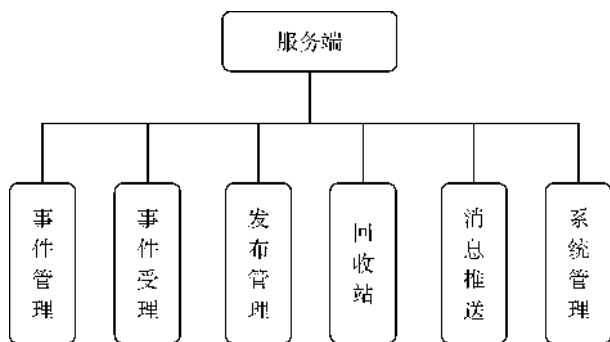 服务端
事件管理
事件受理
发布管理
回收站
消息推送
系统管理